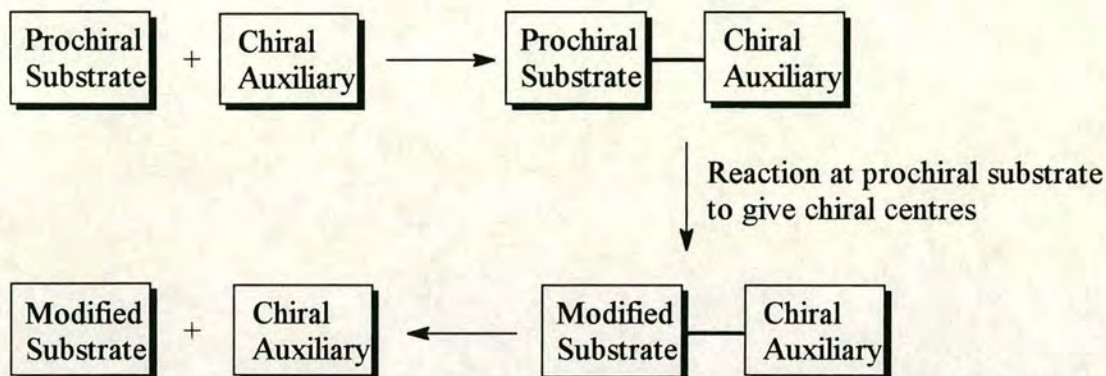 Prochiral
Substrate
+
Chiral
Auxiliary
Prochiral
Substrate
Chiral
Auxiliary
Reaction at prochiral substrate
to give chiral centres
Modified
Substrate
+
Chiral
Auxiliary
Modified
Substrate
Chiral
Auxiliary